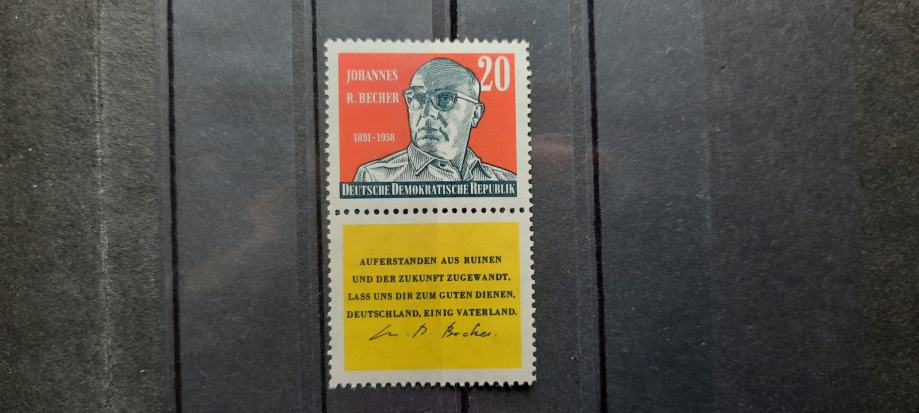 JOHANNES
R. BECHER
20
1891-1958
DEUTSCHE DEMOKRATISCHE REPUBLIK
AUFERSTANDEN AUS RUINEN
UND DER ZUKUNFT ZUGEWANDT,
LASS UNS DIR ZUM GUTEN DIENEN,
DEUTSCHLAND, EINIG VATERLAND.
Becher.